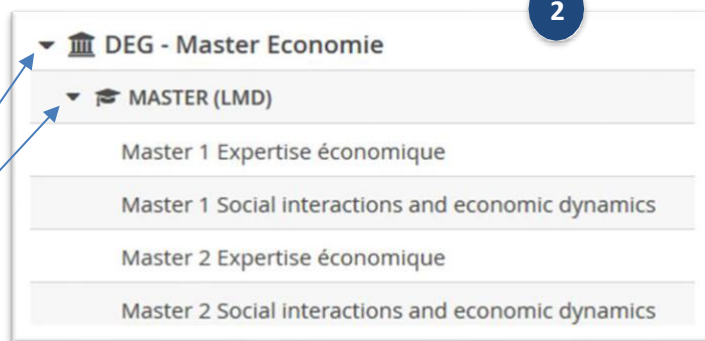 2
DEG - Master Economie
MASTER (LMD)
Master 1 Expertise économique
Master 1 Social interactions and economic dynamics
Master 2 Expertise économique
Master 2 Social interactions and economic dynamics